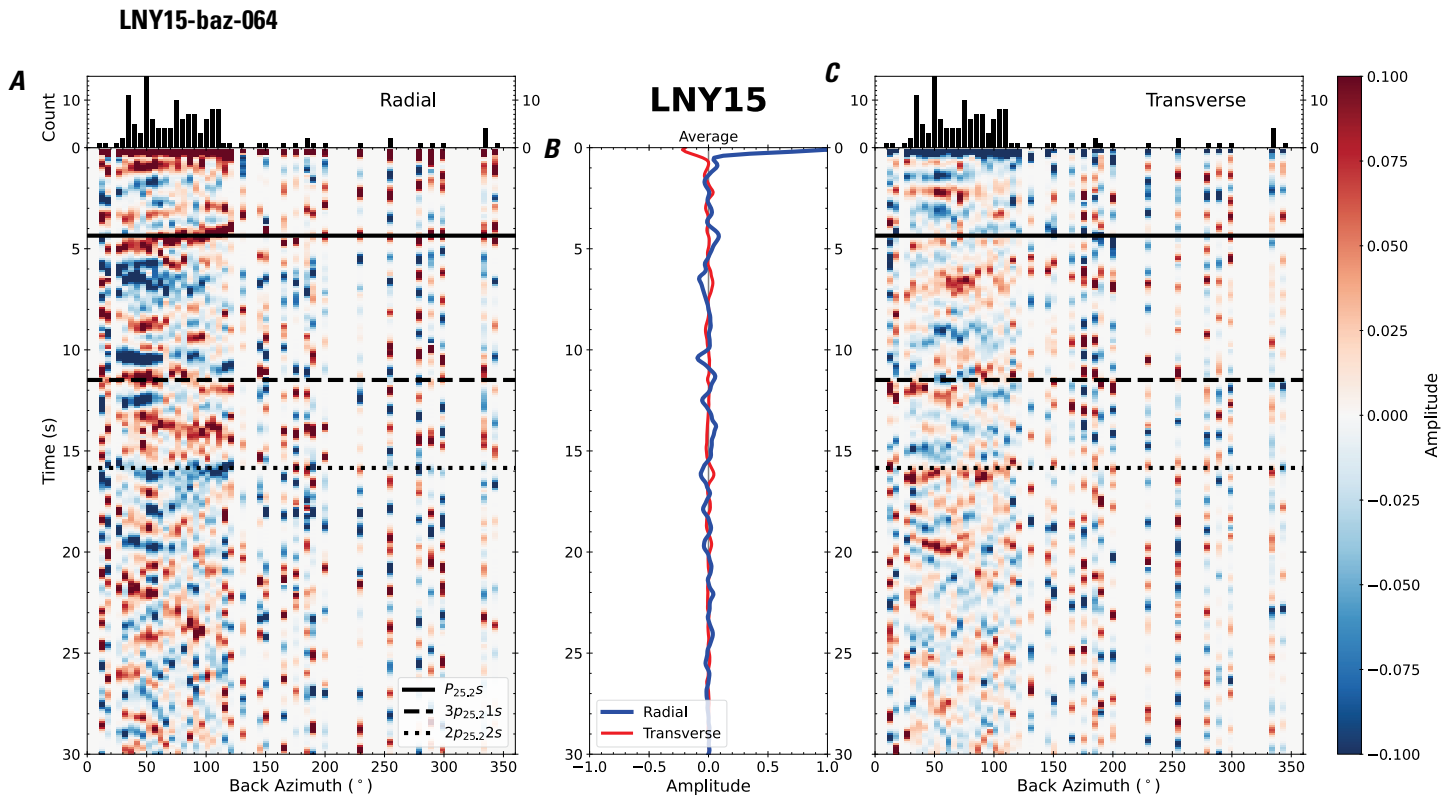 LNY15-baz-064
A
Count
10
0
Radial
10
0
LNY15
Average
B
C
Transverse
10
0
0.100
0.075
0.050
0.025
0.000
−0.025
−0.050
−0.075
−0.100
Amplitude
Time (s)
0
5
10
15
20
25
30
P25.2s
3p25.21s
2p25.22s
0 50 100 150 200 250 300 350
Back Azimuth (°)
0
5
10
15
20
25
30
Radial
Transverse
−1.0 −0.5 0.0 0.5 1.0
Amplitude
0
5
10
15
20
25
30
0 50 100 150 200 250 300 350
Back Azimuth (°)